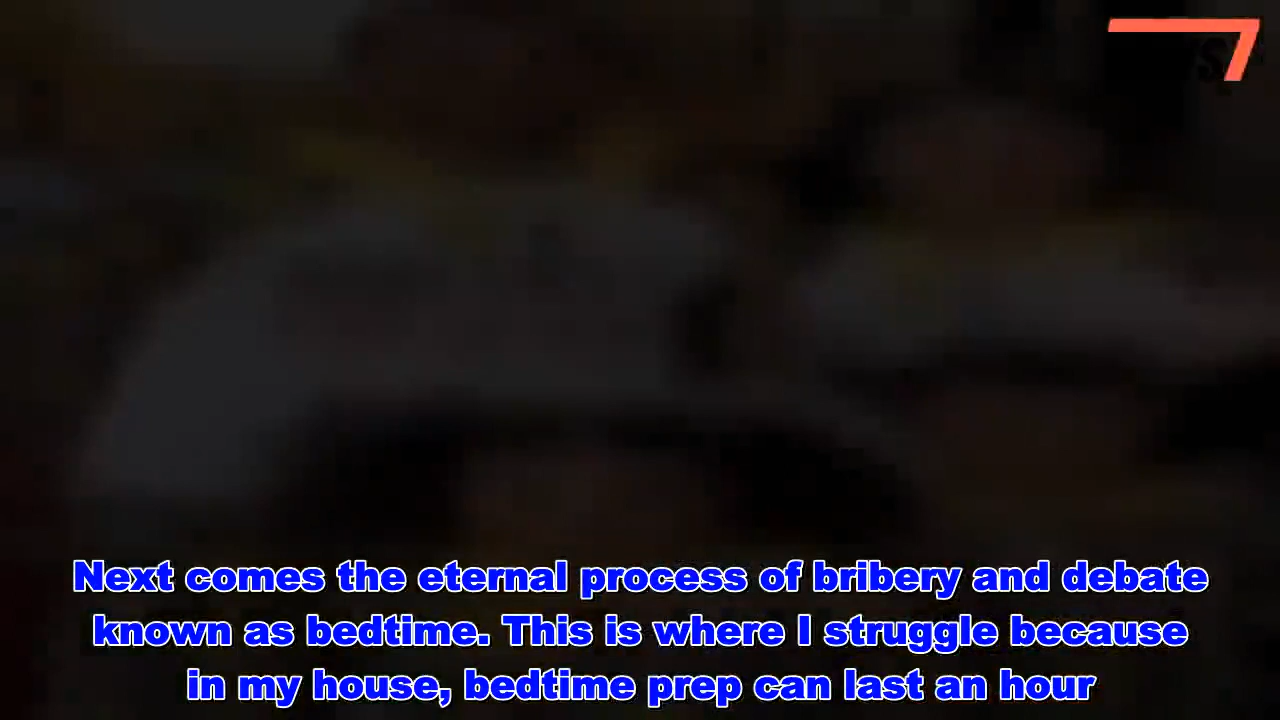 Next comes the eternal process of bribery and debate
known as bedtime. This is where I struggle because
in my house, bedtime prep can last an hour